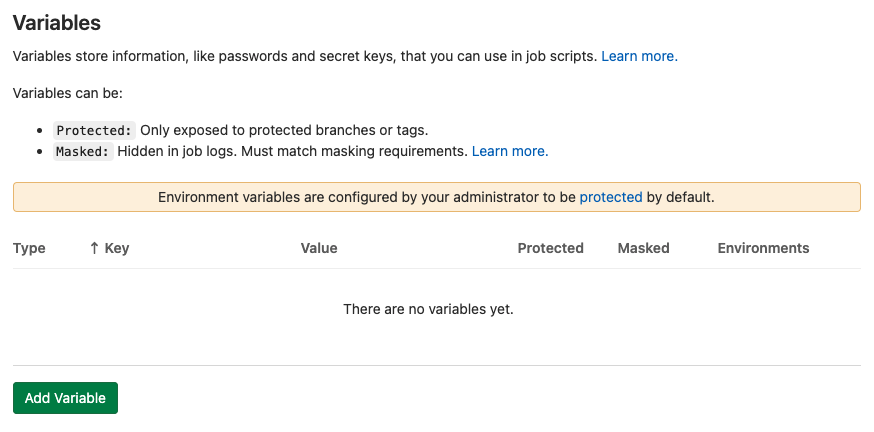 Variables
Variables store information, like passwords and secret keys, that you can use in job scripts. Learn more.
Variables can be:
• Protected: Only exposed to protected branches or tags.
• Masked: Hidden in job logs. Must match masking requirements. Learn more.
Environment variables are configured by your administrator to be protected by default.
Type ↑ Key Value Protected Masked Environments
There are no variables yet.
Add Variable